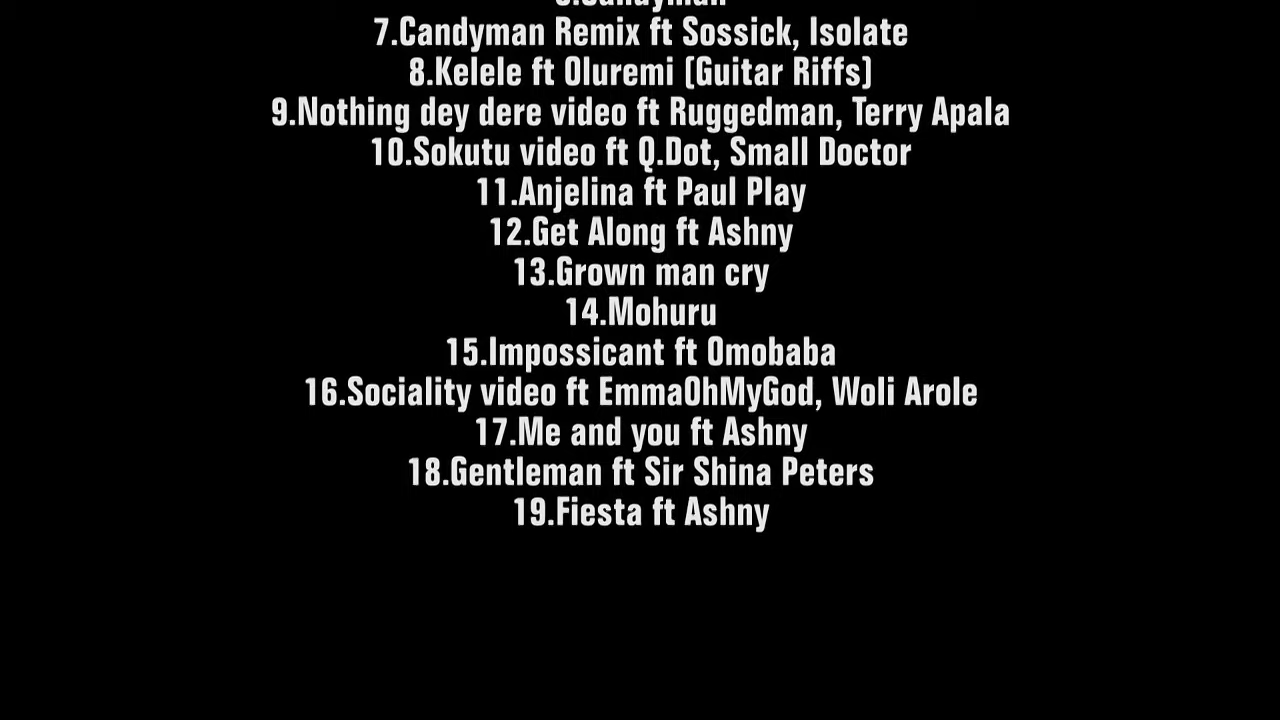 7.Candyman Remix ft Sossick, Isolate
8.Kelele ft Oluremi (Guitar Riffs)
9.Nothing dey dere video ft Ruggedman, Terry Apala
10.Sokutu video ft Q.Dot, Small Doctor
11.Anjelina ft Paul Play
12.Get Along ft Ashny
13.Grown man cry
14.Mohuru
15.Impossicant ft Omobaba
16.Sociality video ft EmmaOhMyGod, Woli Arole
17.Me and you ft Ashny
18.Gentleman ft Sir Shina Peters
19.Fiesta ft Ashny